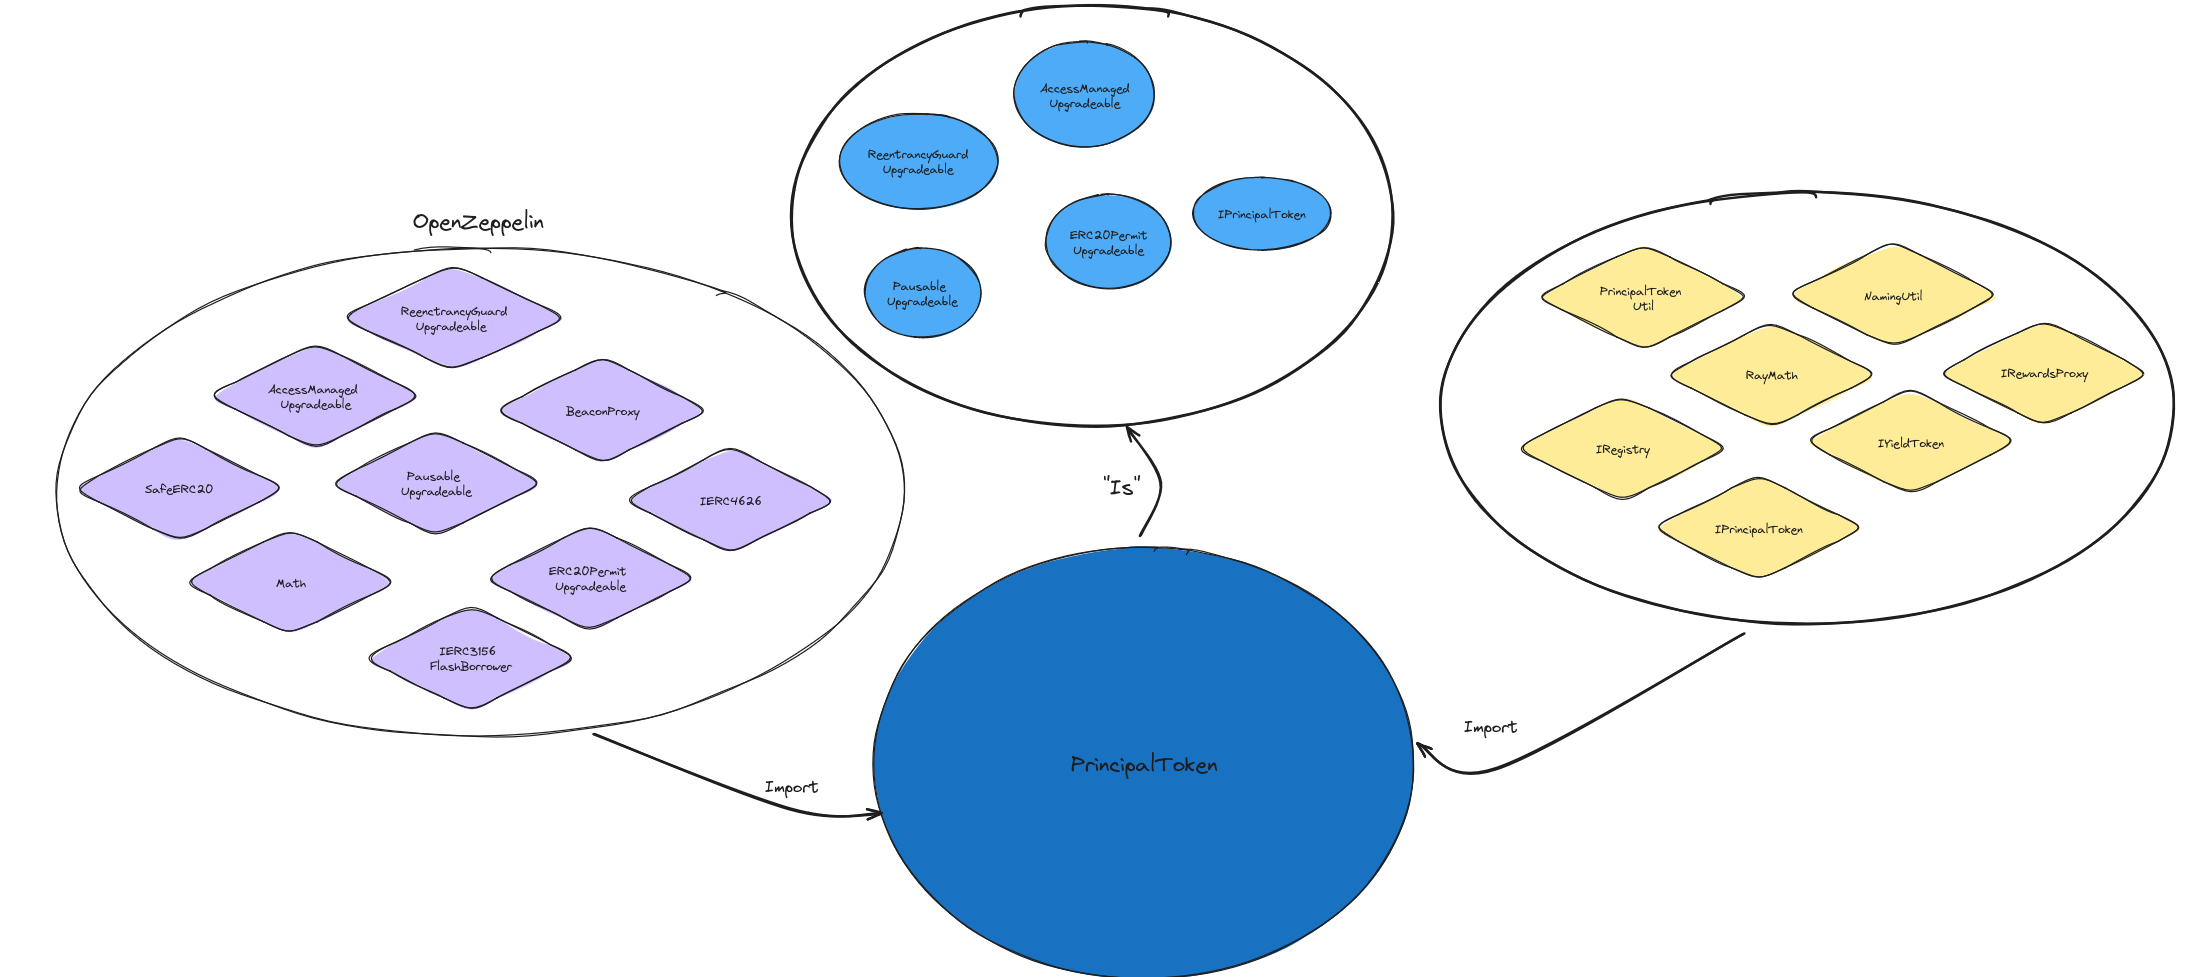 AccessManaged
Upgradeable
ReentrancyGuard
Upgradeable
IPrincipalToken
ERC20Permit
Upgradeable
Pausable
Upgradeable
OpenZeppelin
ReenctrancyGuard
Upgradeable
AccessManaged
Upgradeable
BeaconProxy
SafeERC20
Pausable
Upgradeable
IERC4626
Math
ERC20Permit
Upgradeable
IERC3156
FlashBorrower
PrincipalToken
Util
NamingUtil
RayMath
IRewardsProxy
IRegistry
IYieldToken
IPrincipalToken
"Is"
Import
Import
PrincipalToken